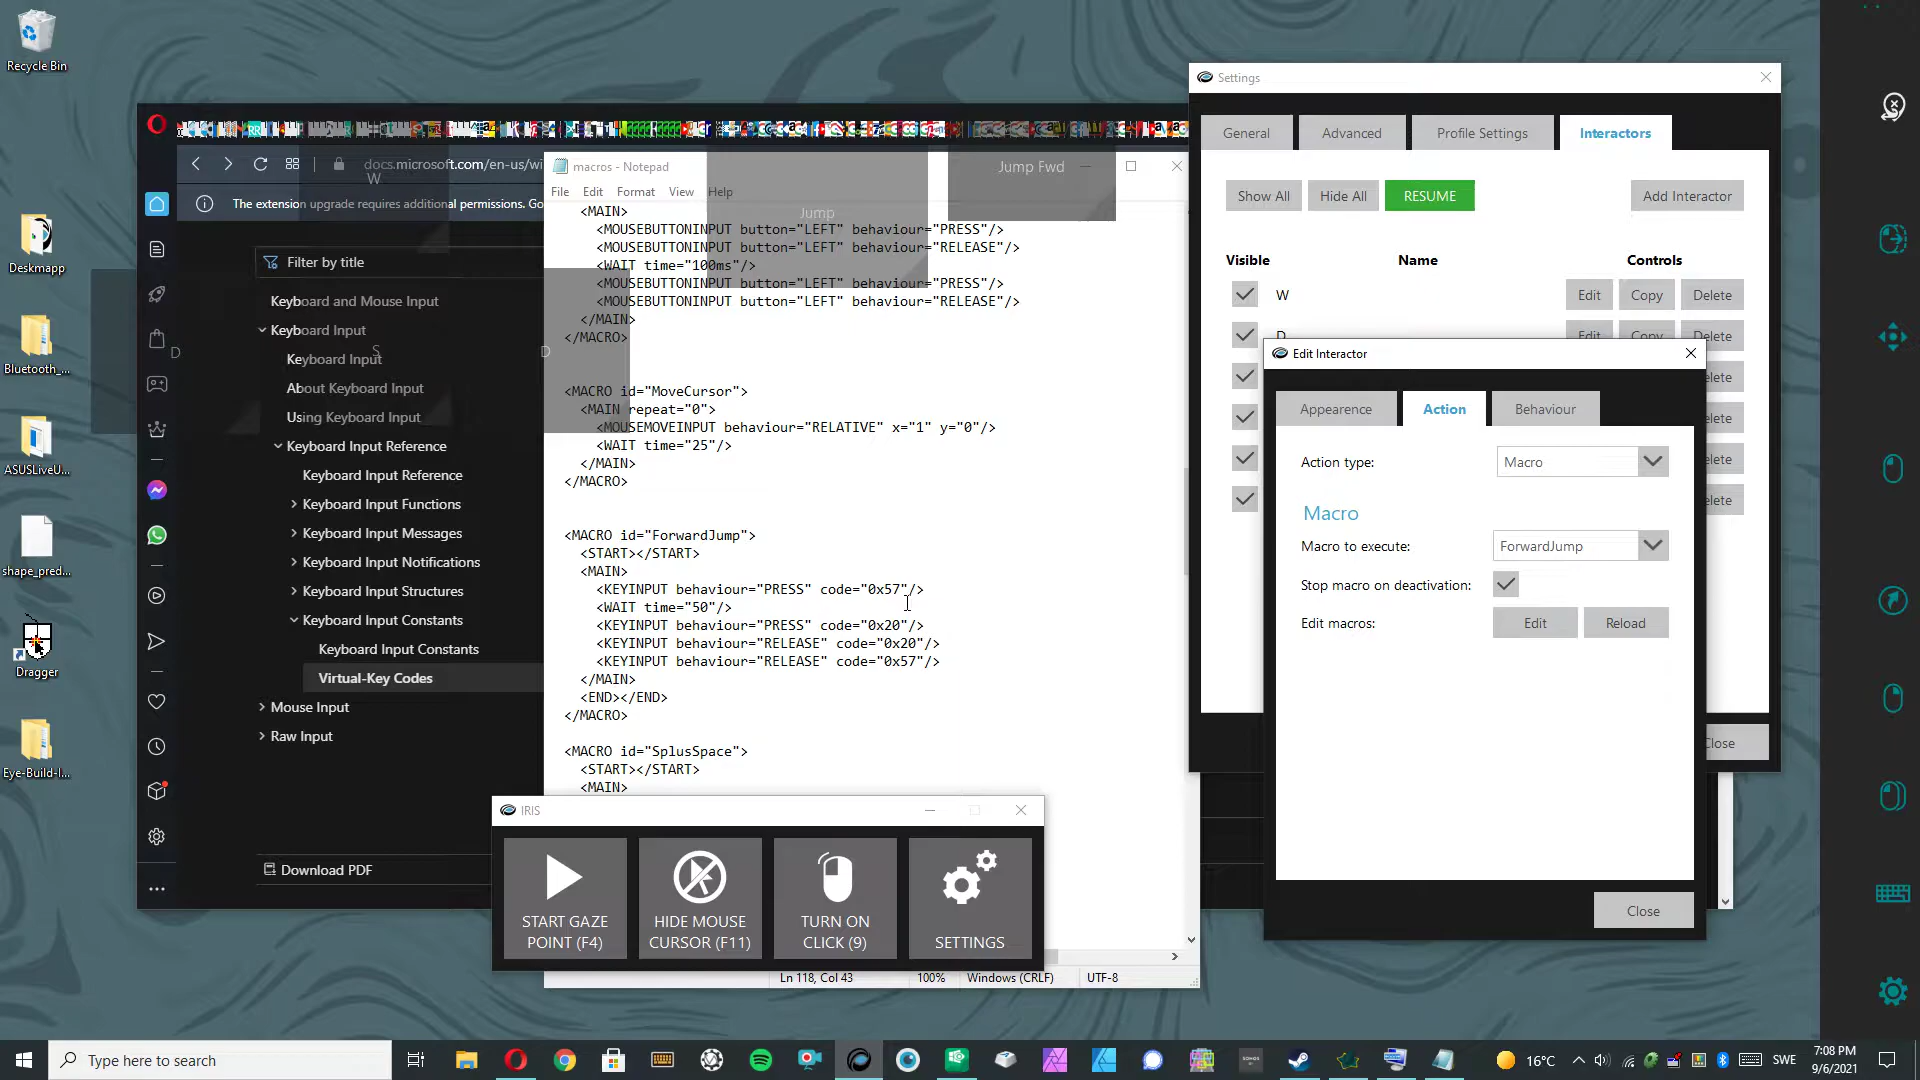 Recycle Bin
Deskmapp
Bluetooth_...
ASUSLiveU...
shape_pred...
Dragger
Eye-Build-I...
docs.microsoft.com/en-us/wi
W
The extension upgrade requires additional permissions. Go
Filter by title
Keyboard and Mouse Input
Keyboard Input
Keyboard Input
About Keyboard Input
Using Keyboard Input
Keyboard Input Reference
Keyboard Input Reference
Keyboard Input Functions
Keyboard Input Messages
Keyboard Input Notifications
Keyboard Input Structures
Keyboard Input Constants
Keyboard Input Constants
Virtual-Key Codes
Mouse Input
Raw Input
Download PDF
D
S
D
macros - Notepad
Jump Fwd
File Edit Format View Help
Jump
<MAIN>
<MOUSEBUTTONINPUT button="LEFT" behaviour="PRESS"/>
<MOUSEBUTTONINPUT button="LEFT" behaviour="RELEASE"/>
<WAIT time="100ms"/>
<MOUSEBUTTONINPUT button="LEFT" behaviour="PRESS"/>
<MOUSEBUTTONINPUT button="LEFT" behaviour="RELEASE"/>
</MAIN>
</MACRO>
<MACRO id="MoveCursor">
<MAIN repeat="0">
<MOUSEMOVEINPUT behaviour="RELATIVE" x="1" y="0"/>
<WAIT time="25"/>
</MAIN>
</MACRO>
<MACRO id="ForwardJump">
<START></START>
<MAIN>
<KEYINPUT behaviour="PRESS" code="0x57"/>
<WAIT time="50"/>
<KEYINPUT behaviour="PRESS" code="0x20"/>
<KEYINPUT behaviour="RELEASE" code="0x20"/>
<KEYINPUT behaviour="RELEASE" code="0x57"/>
</MAIN>
<END></END>
</MACRO>
<MACRO id="SplusSpace">
<START></START>
<MAIN>
Ln 118, Col 43 100% Windows (CRLF) UTF-8
IRIS
START GAZE
POINT (F4)
HIDE MOUSE
CURSOR (F11)
TURN ON
CLICK (9)
SETTINGS
Settings
General Advanced Profile Settings Interactors
Show All Hide All RESUME Add Interactor
Visible Name Controls
W Edit Copy Delete
D Edit Copy Delete
elete
elete
elete
elete
Close
Edit Interactor
Appearance Action Behaviour
Action type: Macro
Macro
Macro to execute: ForwardJump
Stop macro on deactivation:
Edit macros: Edit Reload
Close
Type here to search
16°C
SWE
7:08 PM
9/6/2021